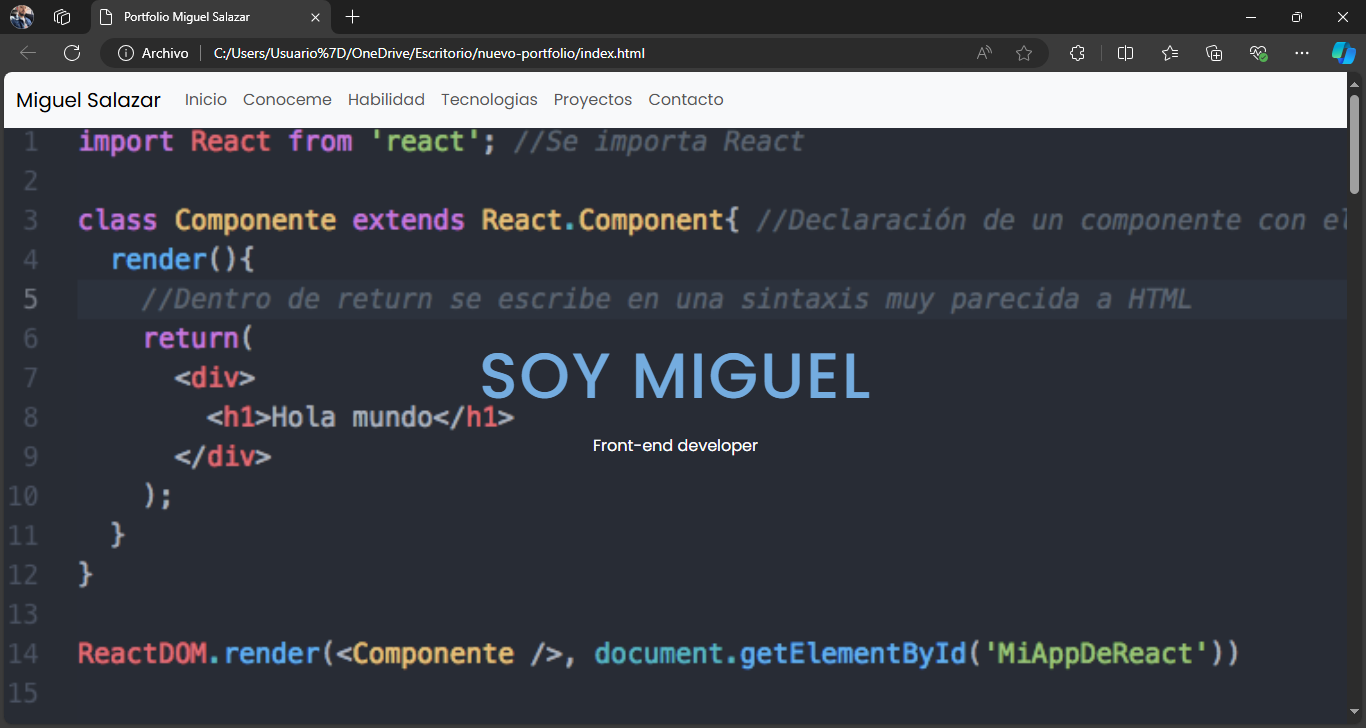 Portfolio Miguel Salazar
Archivo
C:/Users/Usuario%7D/OneDrive/Escritorio/nuevo-portfolio/index.html
Miguel Salazar Inicio Conoceme Habilidad Tecnologias Proyectos Contacto
1 import React from 'react'; //Se importa React
2
3 class Componente extends React.Component{ //Declaración de un componente con el
4 render(){
5 //Dentro de return se escribe en una sintaxis muy parecida a HTML
6 return(
7 <div>
SOY MIGUEL
8 <h1>Hola mundo</h1>
Front-end developer
9 </div>
10 );
11 }
12 }
13
14 ReactDOM.render(<Componente />, document.getElementById('MiAppDeReact'))
15